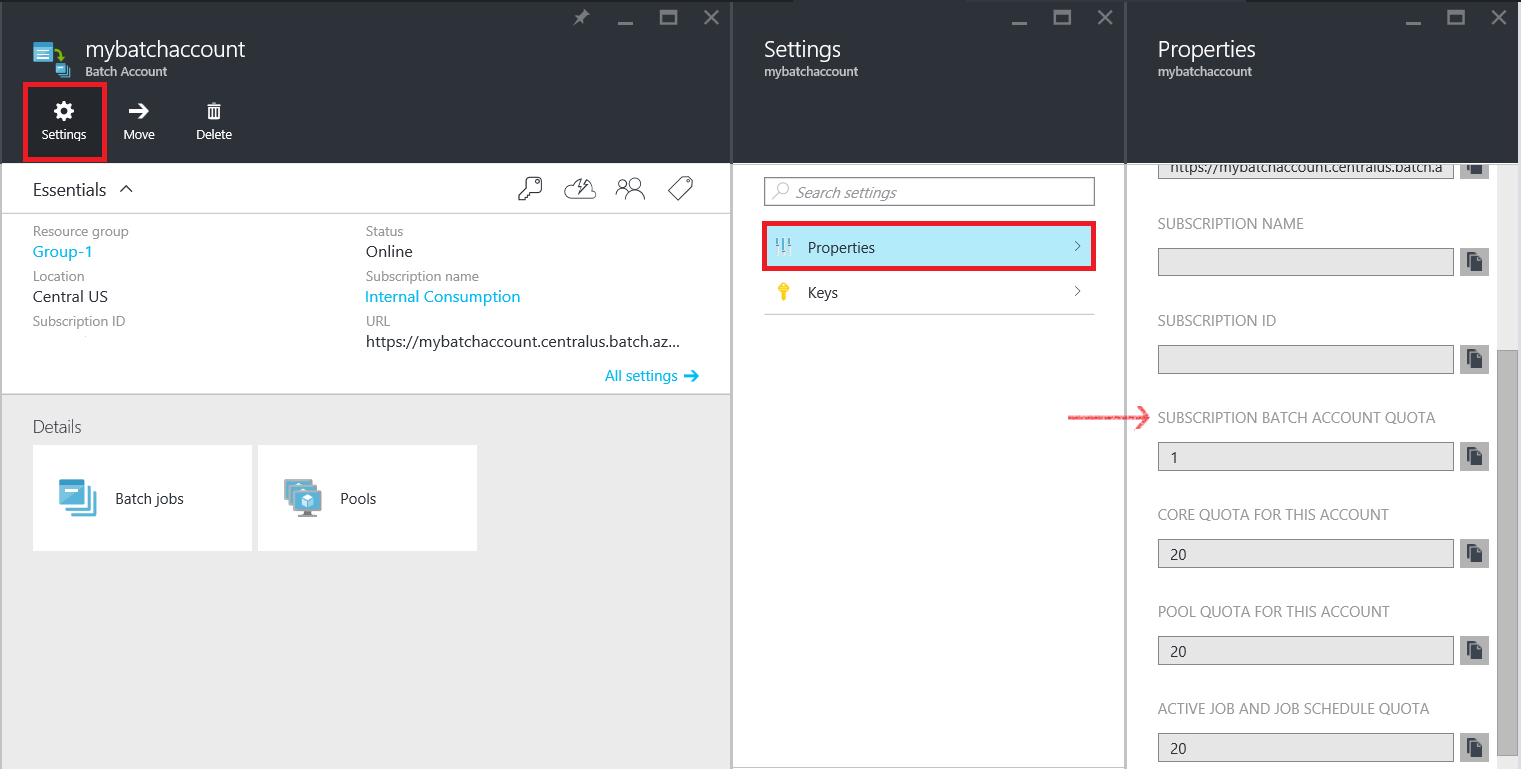 mybatchaccount
Batch Account
Settings
Move
Delete
Essentials
Resource group
Group-1
Location
Central US
Subscription ID
Status
Online
Subscription name
Internal Consumption
URL
https://mybatchaccount.centralus.batch.az...
All settings
Details
Batch jobs
Pools
Settings
mybatchaccount
Search settings
Properties
Keys
Properties
mybatchaccount
https://mybatchaccount.centralus.batch.a
SUBSCRIPTION NAME
SUBSCRIPTION ID
SUBSCRIPTION BATCH ACCOUNT QUOTA
1
CORE QUOTA FOR THIS ACCOUNT
20
POOL QUOTA FOR THIS ACCOUNT
20
ACTIVE JOB AND JOB SCHEDULE QUOTA
20